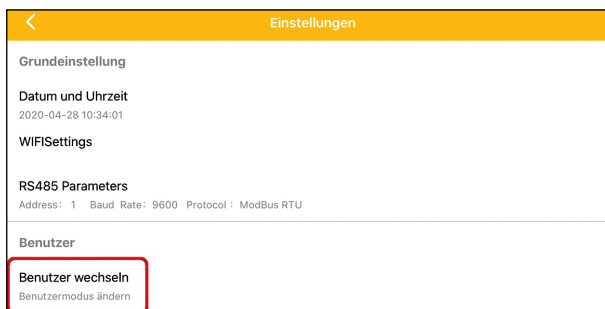 Einstellungen
Grundeinstellung
Datum und Uhrzeit
2020-04-28 10:34:01
WIFISettings
RS485 Parameters
Address: 1 Baud Rate: 9600 Protocol : ModBus RTU
Benutzer
Benutzer wechseln
Benutzermodus ändern